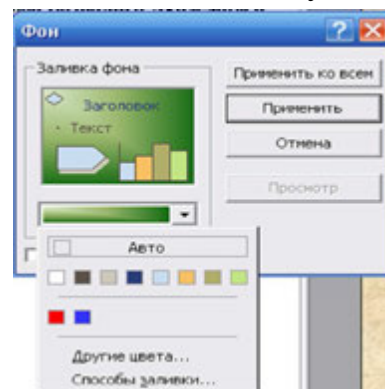 Фон
Заливка фона
Заголовок
• Текст
Применить ко всем
Применить
Отмена
Просмотр
Авто
Другие цвета...
Способы заливки...